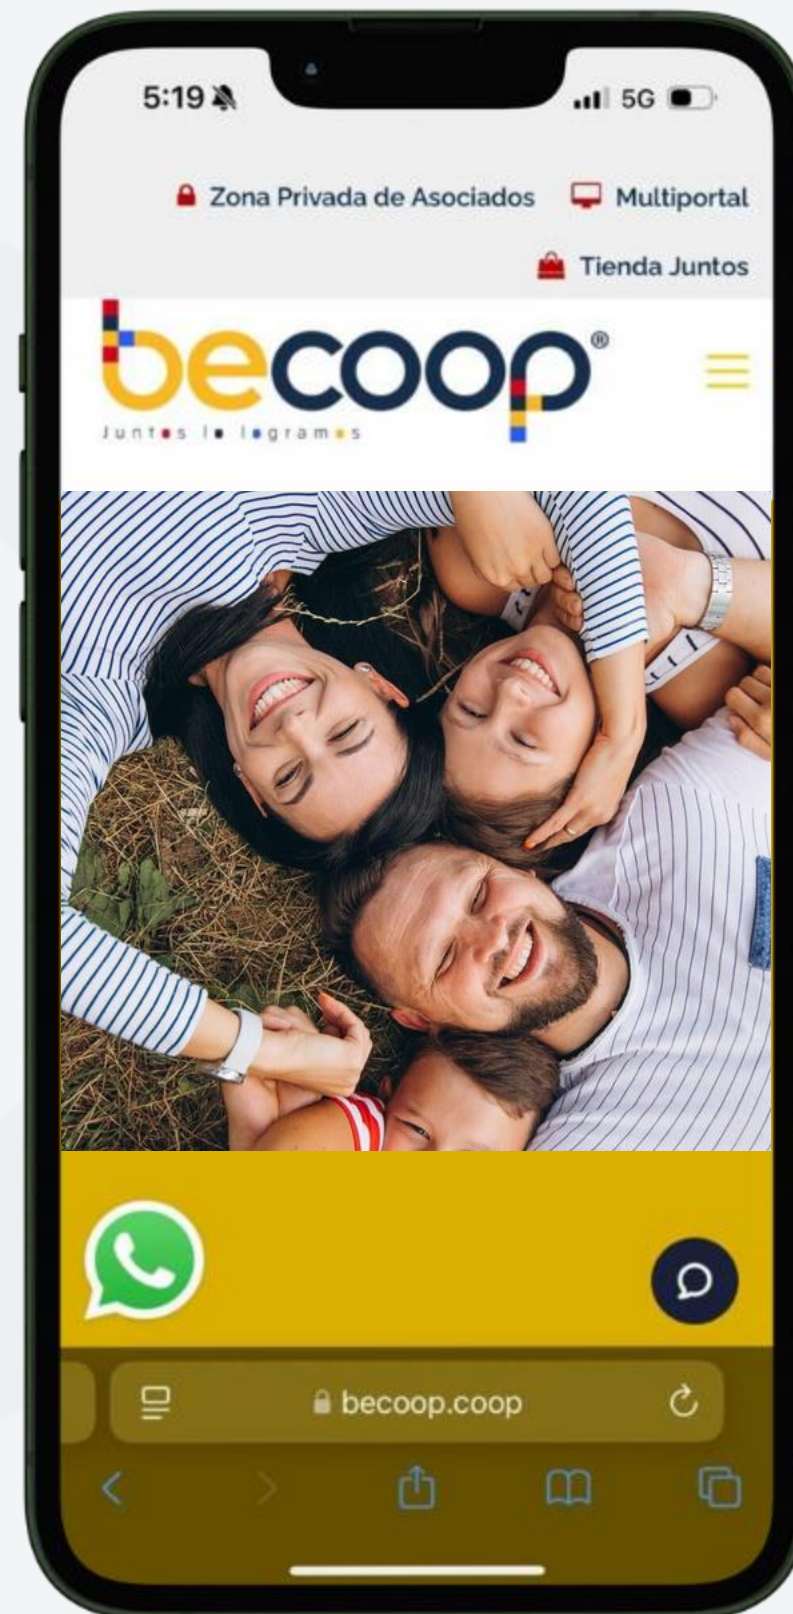 5:19
5G
Zona Privada de Asociados
Multiportal
Tienda Juntos
becoop®
Juntos lo logramos
becoop.coop